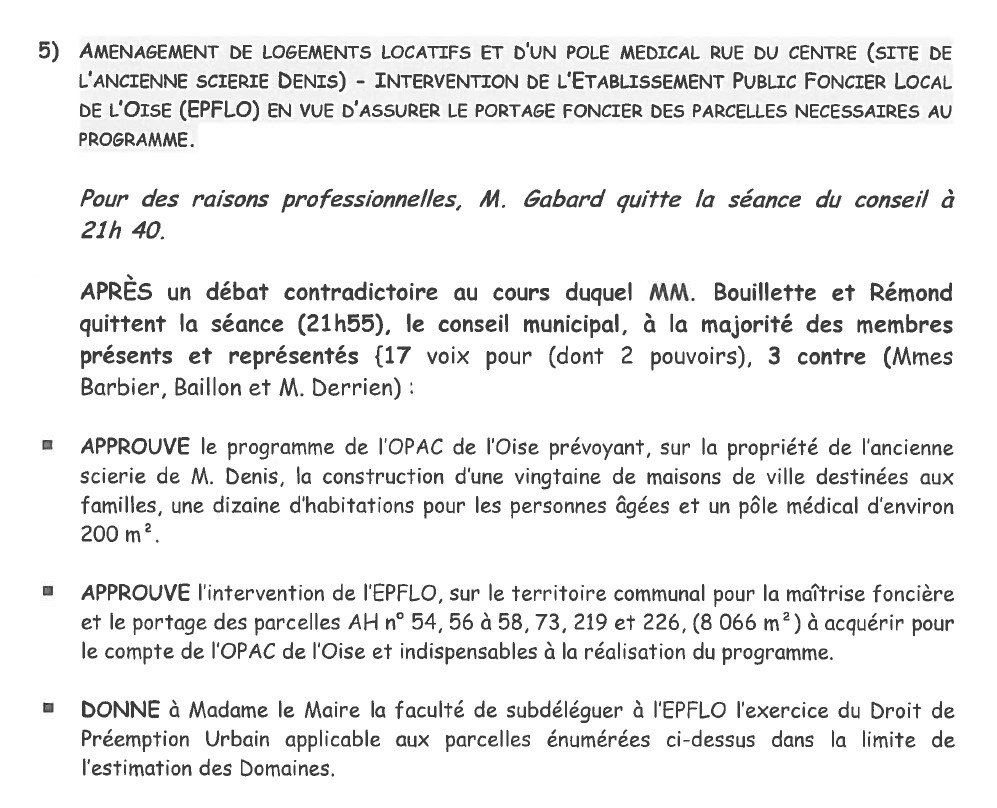 5) AMENAGEMENT DE LOGEMENTS LOCATIFS ET D'UN POLE MEDICAL RUE DU CENTRE (SITE DE
L'ANCIENNE SCIERIE DENIS) - INTERVENTION DE L'ETABLISSEMENT PUBLIC FONCIER LOCAL
DE L'OISE (EPFLO) EN VUE D'ASSURER LE PORTAGE FONCIER DES PARCELLES NECESSAIRES AU
PROGRAMME.
Pour des raisons professionnelles, M. Gabard quitte la séance du conseil à
21h 40.
APRÈS un débat contradictoire au cours duquel MM. Bouillette et Rémond
quittent la séance (21h55), le conseil municipal, à la majorité des membres
présents et représentés {17 voix pour (dont 2 pouvoirs), 3 contre (Mmes
Barbier, Baillon et M. Derrien) :
▪ APPROUVE le programme de l'OPAC de l'Oise prévoyant, sur la propriété de l'ancienne
scierie de M. Denis, la construction d'une vingtaine de maisons de ville destinées aux
familles, une dizaine d'habitations pour les personnes âgées et un pôle médical d'environ
200 m².
▪ APPROUVE l'intervention de l'EPFLO, sur le territoire communal pour la maîtrise foncière
et le portage des parcelles AH n° 54, 56 à 58, 73, 219 et 226, (8 066 m²) à acquérir pour
le compte de l'OPAC de l'Oise et indispensables à la réalisation du programme.
▪ DONNE à Madame le Maire la faculté de subdéléguer à l'EPFLO l'exercice du Droit de
Préemption Urbain applicable aux parcelles énumérées ci-dessus dans la limite de
l'estimation des Domaines.